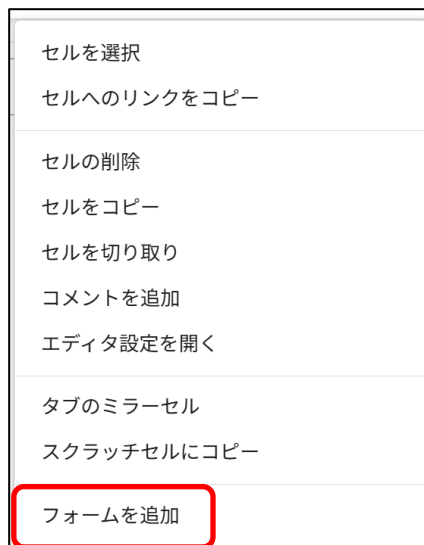 セルを選択
セルへのリンクをコピー
セルの削除
セルをコピー
セルを切り取り
コメントを追加
エディタ設定を開く
タブのミラーセル
スクラッチセルにコピー
フォームを追加